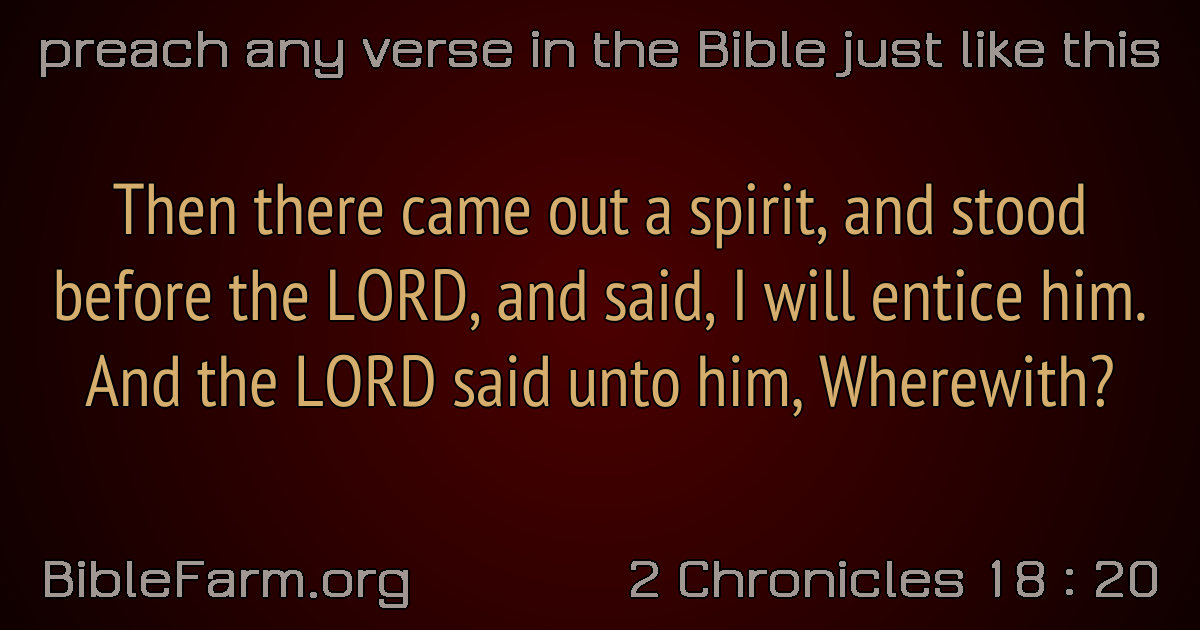 preach any verse in the Bible just like this
Then there came out a spirit, and stood
before the LORD, and said, I will entice him.
And the LORD said unto him, Wherewith?
BibleFarm.org
2 Chronicles 18 : 20